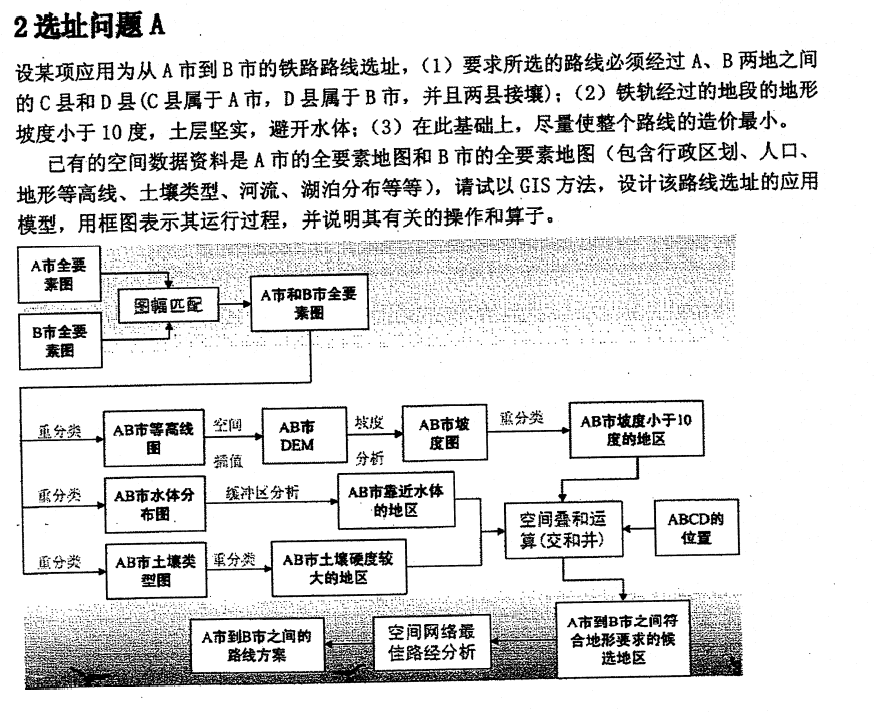 2 选址问题 A
设某项应用为从 A 市到 B 市的铁路路线选址，（1）要求所选的路线必须经过 A、B 两地之间
的 C 县和 D 县(C 县属于 A 市，D 县属于 B 市，并且两县接壤)；（2）铁轨经过的地段的地形
坡度小于 10 度，土层坚实，避开水体；（3）在此基础上，尽量使整个路线的造价最小。
已有的空间数据资料是 A 市的全要素地图和 B 市的全要素地图（包含行政区划、人口、
地形等高线、土壤类型、河流、湖泊分布等等），请试以 GIS 方法，设计该路线选址的应用
模型，用框图表示其运行过程，并说明其有关的操作和算子。
A市全要
素图
图幅匹配
A市和B市全要
素图
B市全要
素图
重分类
AB市等高线
图
空间
插值
AB市
DEM
坡度
分析
AB市坡
度图
重分类
AB市坡度小于10
度的地区
重分类
AB市水体分
布图
缓冲区分析
AB市靠近水体
的地区
空间叠和运
算(交和并)
ABCD的
位置
重分类
AB市土壤类
型图
重分类
AB市土壤硬度较
大的地区
A市到B市之间的
路线方案
空间网络最
佳路经分析
A市到B市之间符
合地形要求的候
选地区